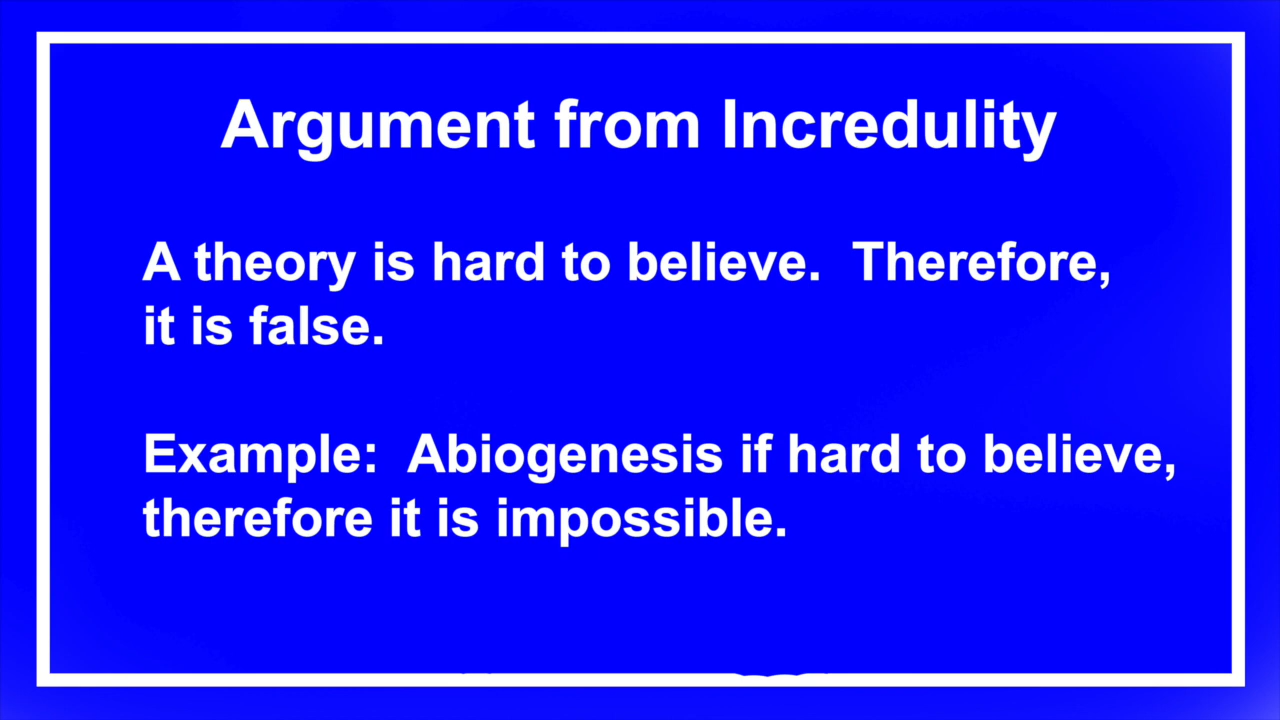 Argument from Incredulity
A theory is hard to believe.  Therefore,
it is false.
Example:  Abiogenesis if hard to believe,
therefore it is impossible.